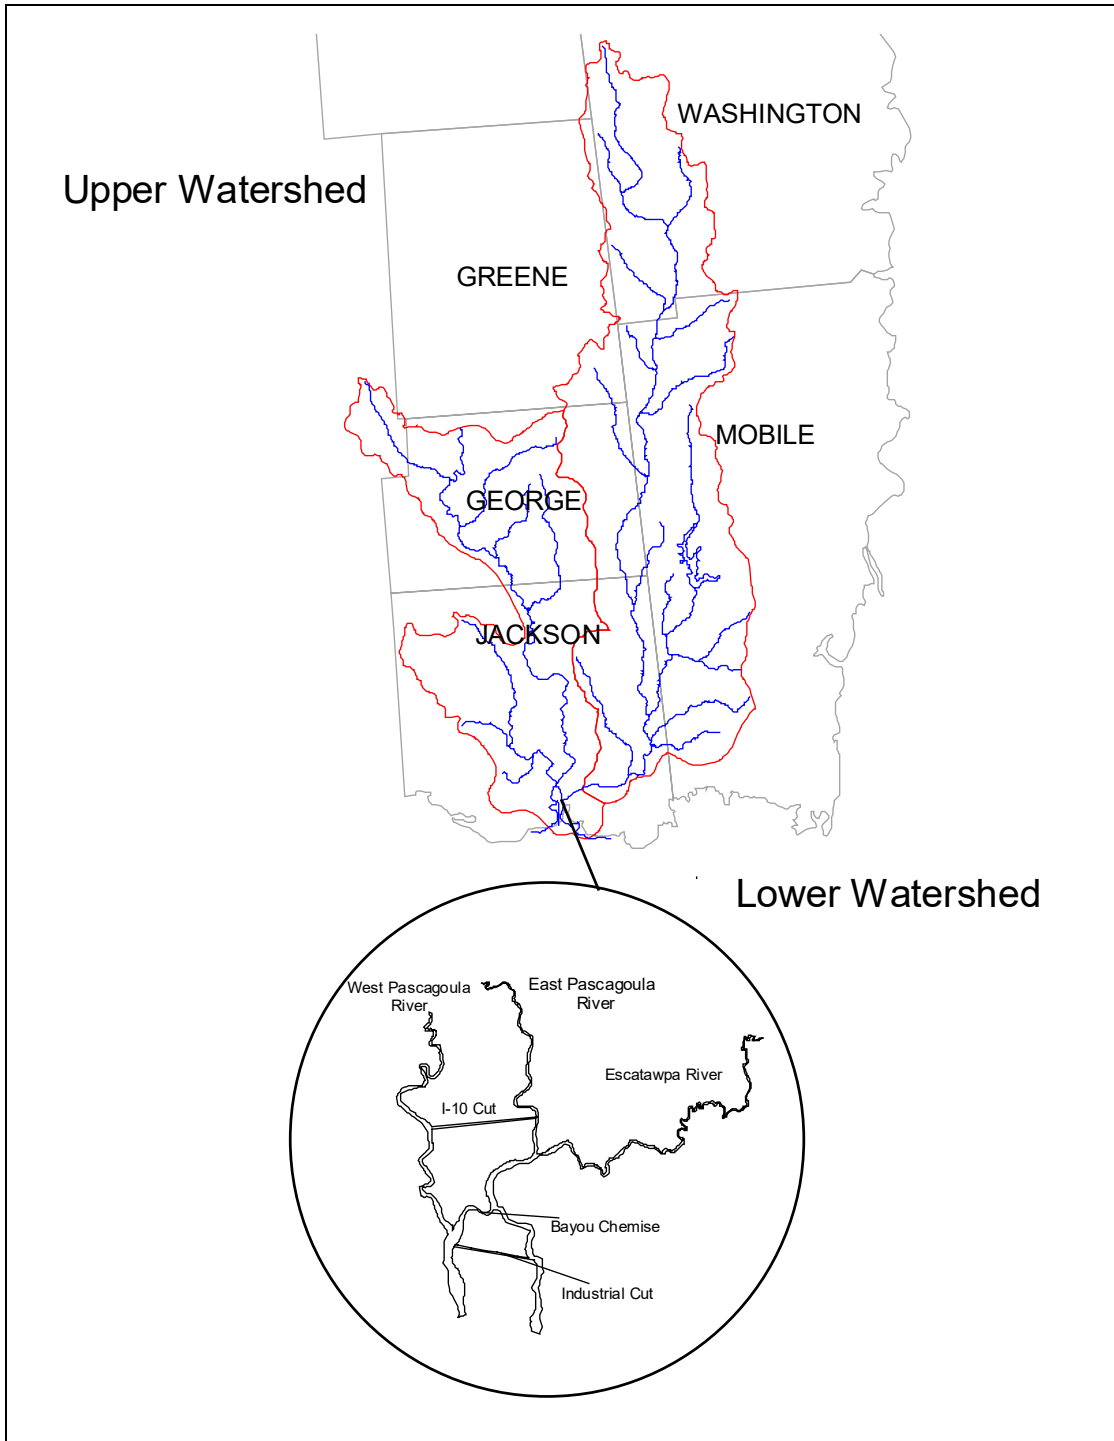 WASHINGTON
Upper Watershed
GREENE
MOBILE
GEORGE
JACKSON
Lower Watershed
West Pascagoula
River
East Pascagoula
River
Escatawpa River
I-10 Cut
Bayou Chemise
Industrial Cut